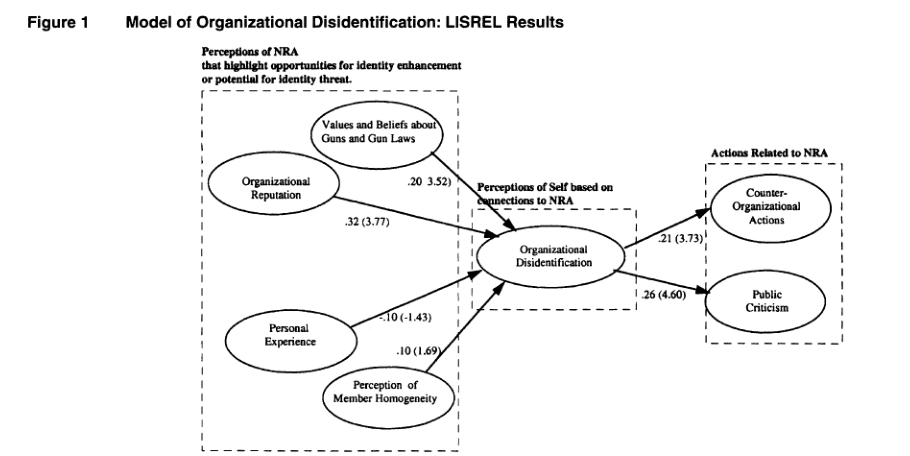 Figure 1 Model of Organizational Disidentification: LISREL Results
Perceptions of NRA
that highlight opportunities for identity enhancement
or potential for identity threat.
Values and Beliefs about
Guns and Gun Laws
Organizational
Reputation
.20 3.52)
.32 (3.77)
Perceptions of Self based on
connections to NRA
Organizational
Disidentification
Actions Related to NRA
Counter-
Organizational
Actions
.21 (3.73)
.26 (4.60)
Public
Criticism
Personal
Experience
-.10 (-1.43)
.10 (1.69)
Perception of
Member Homogeneity